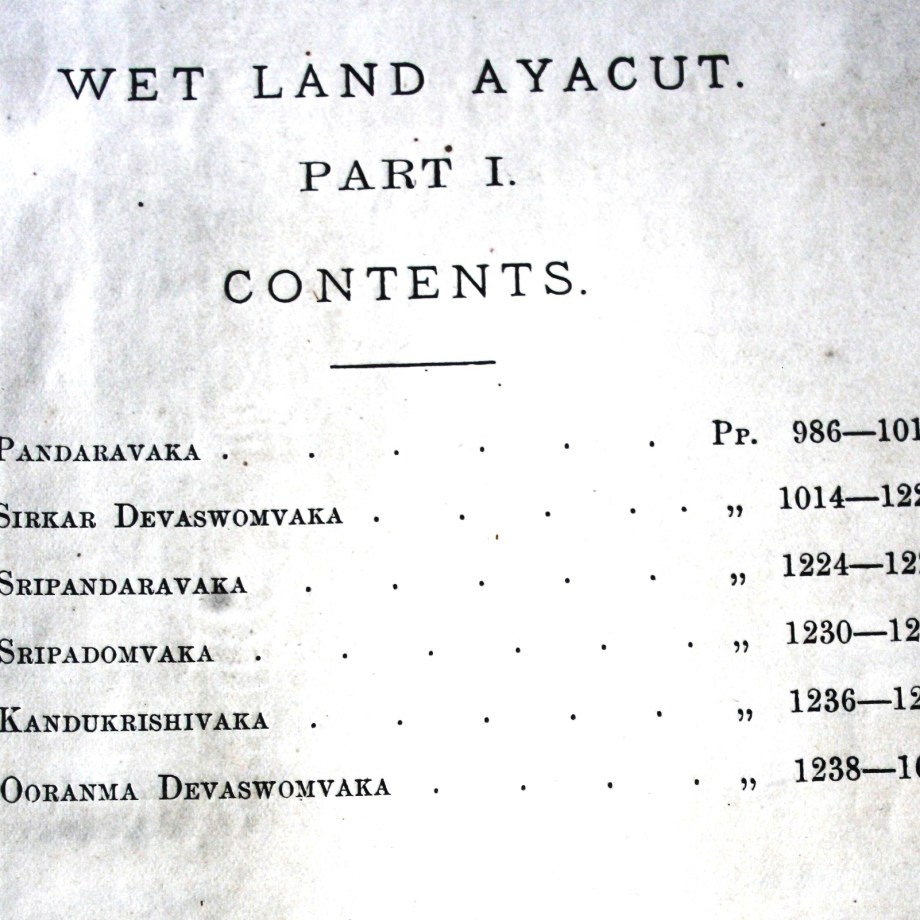 WET LAND AYACUT.
PART I.
CONTENTS.
PANDARAVAKA . . . . . . Pp. 986—101
SIRKAR DEVASWOMVAKA . . . . . „ 1014—122
SRIPANDARAVAKA . . . . . „ 1224—12
SRIPADOMVAKA . . . . . . „ 1230—12
KANDUKRISHIVAKA . . . . . „ 1236—12
OORANMA DEVASWOMVAKA . . . . „ 1238—16